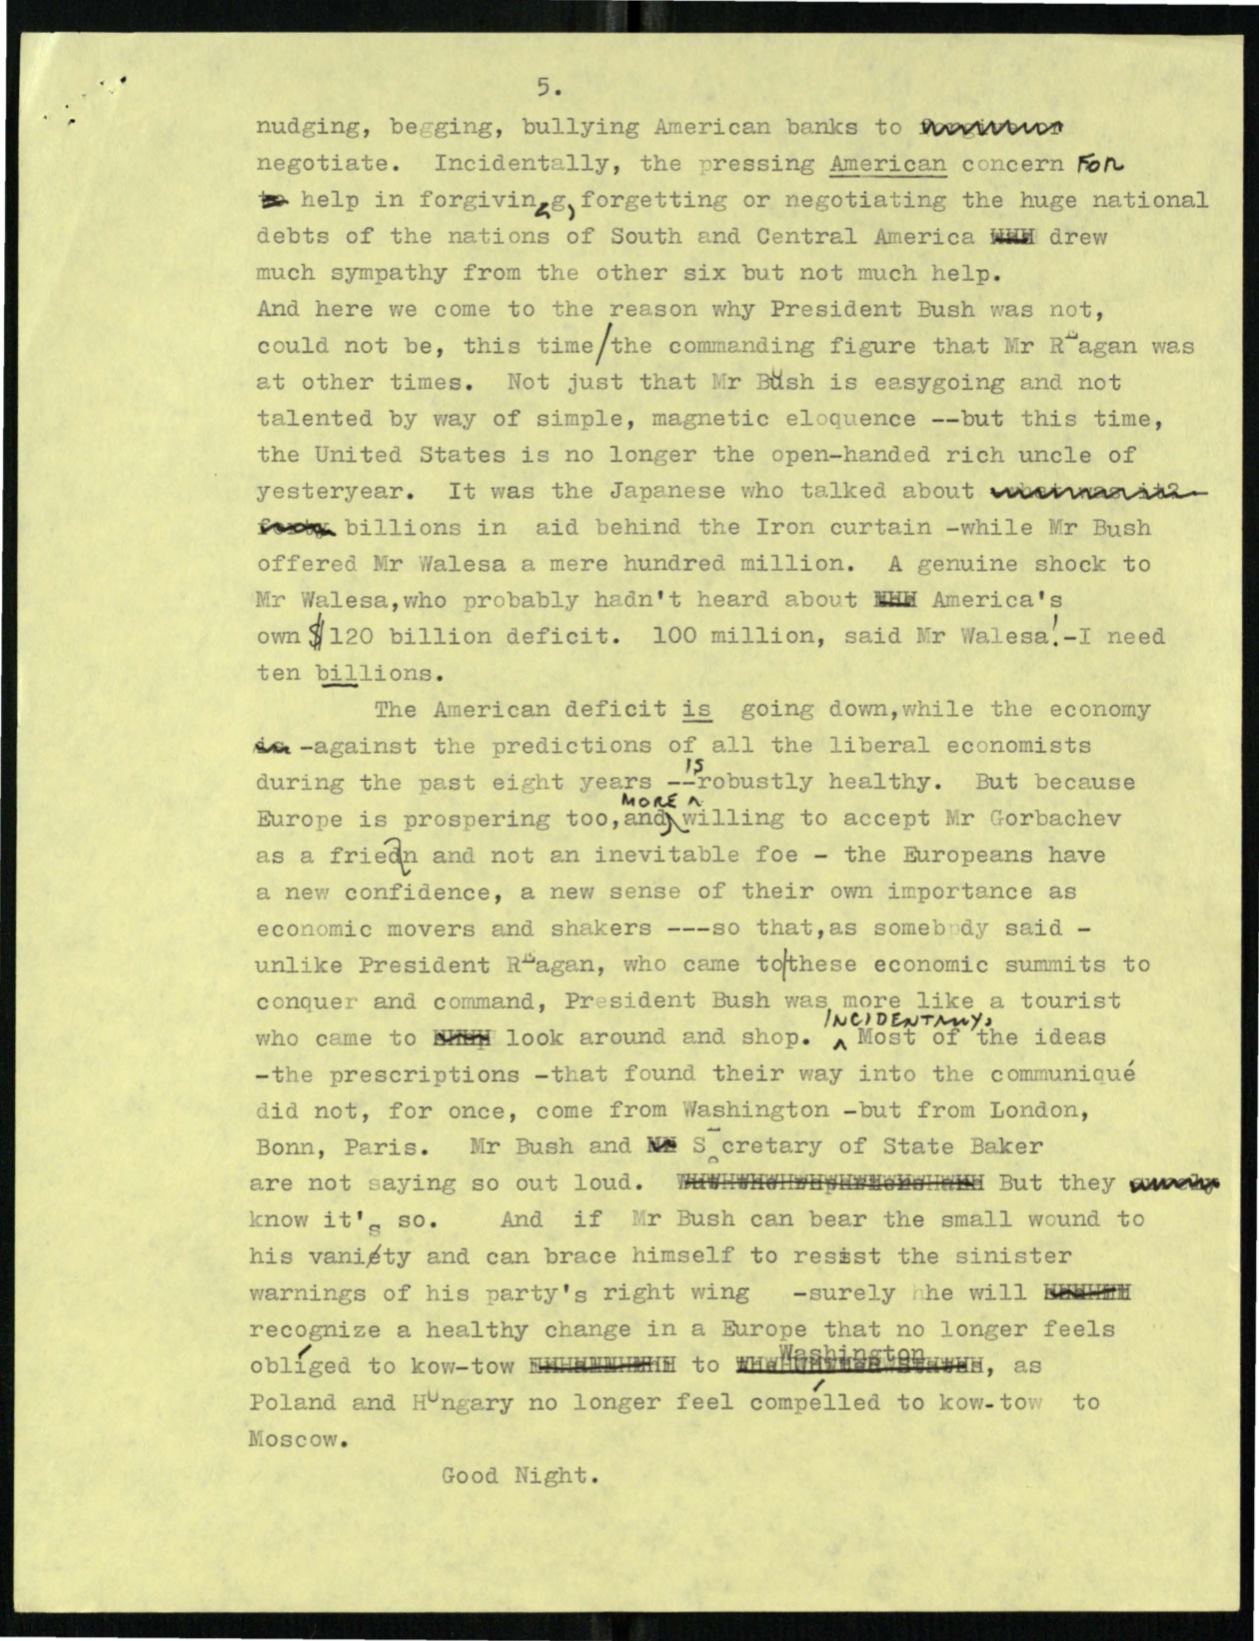 5.
nudging, begging, bullying American banks to
negotiate. Incidentally, the pressing American concern FOR
help in forgiving, forgetting or negotiating the huge national
debts of the nations of South and Central America drew
much sympathy from the other six but not much help.
And here we come to the reason why President Bush was not,
could not be, this time/the commanding figure that Mr Reagan was
at other times. Not just that Mr Bush is easygoing and not
talented by way of simple, magnetic eloquence --but this time,
the United States is no longer the open-handed rich uncle of
yesteryear. It was the Japanese who talked about
billions in aid behind the Iron curtain -while Mr Bush
offered Mr Walesa a mere hundred million. A genuine shock to
Mr Walesa,who probably hadn't heard about America's
own $120 billion deficit. 100 million, said Mr Walesa!-I need
ten billions.
The American deficit is going down,while the economy
-against the predictions of all the liberal economists
during the past eight years --IS robustly healthy. But because
Europe is prospering too,and MORE willing to accept Mr Gorbachev
as a friedn and not an inevitable foe - the Europeans have
a new confidence, a new sense of their own importance as
economic movers and shakers ---so that,as somebody said -
unlike President Reagan, who came to these economic summits to
conquer and command, President Bush was more like a tourist
who came to look around and shop. INCIDENTALLY, Most of the ideas
-the prescriptions -that found their way into the communiqué
did not, for once, come from Washington -but from London,
Bonn, Paris. Mr Bush and Secretary of State Baker
are not saying so out loud. But they
know it's so. And if Mr Bush can bear the small wound to
his vanity and can brace himself to resist the sinister
warnings of his party's right wing -surely he will
recognize a healthy change in a Europe that no longer feels
obliged to kow-tow to Washington, as
Poland and Hungary no longer feel compelled to kow-tow to
Moscow.
Good Night.